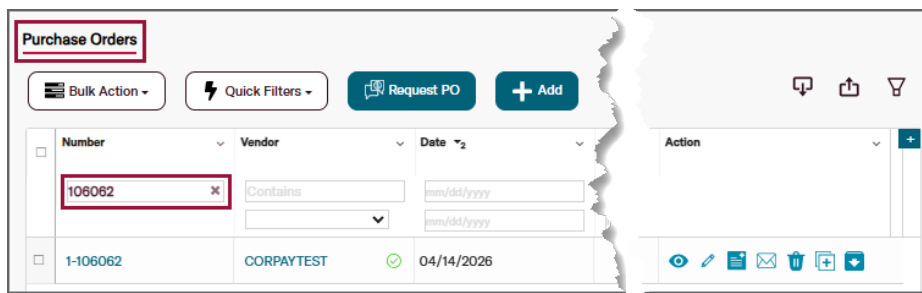 Purchase Orders
Bulk Action
Quick Filters
Request PO
Add
Number
Vendor
Date 2
Action
106062
Contains
mm/dd/yyyy
mm/dd/yyyy
1-106062
CORPAYTEST
04/14/2026